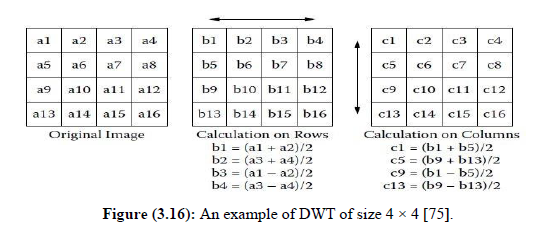 a1 a2 a3 a4 b1 b2 b3 b4 c1 c2 c3 c4
a5 a6 a7 a8 b5 b6 b7 b8 c5 c6 c7 c8
a9 a10 a11 a12 b9 b10 b11 b12 c9 c10 c11 c12
a13 a14 a15 a16 b13 b14 b15 b16 c13 c14 c15 c16
Original Image Calculation on Rows Calculation on Columns
b1 = (a1 + a2)/2 c1 = (b1 + b5)/2
b2 = (a3 + a4)/2 c5 = (b9 + b13)/2
b3 = (a1 − a2)/2 c9 = (b1 − b5)/2
b4 = (a3 − a4)/2 c13 = (b9 − b13)/2
Figure (3.16): An example of DWT of size 4 × 4 [75].